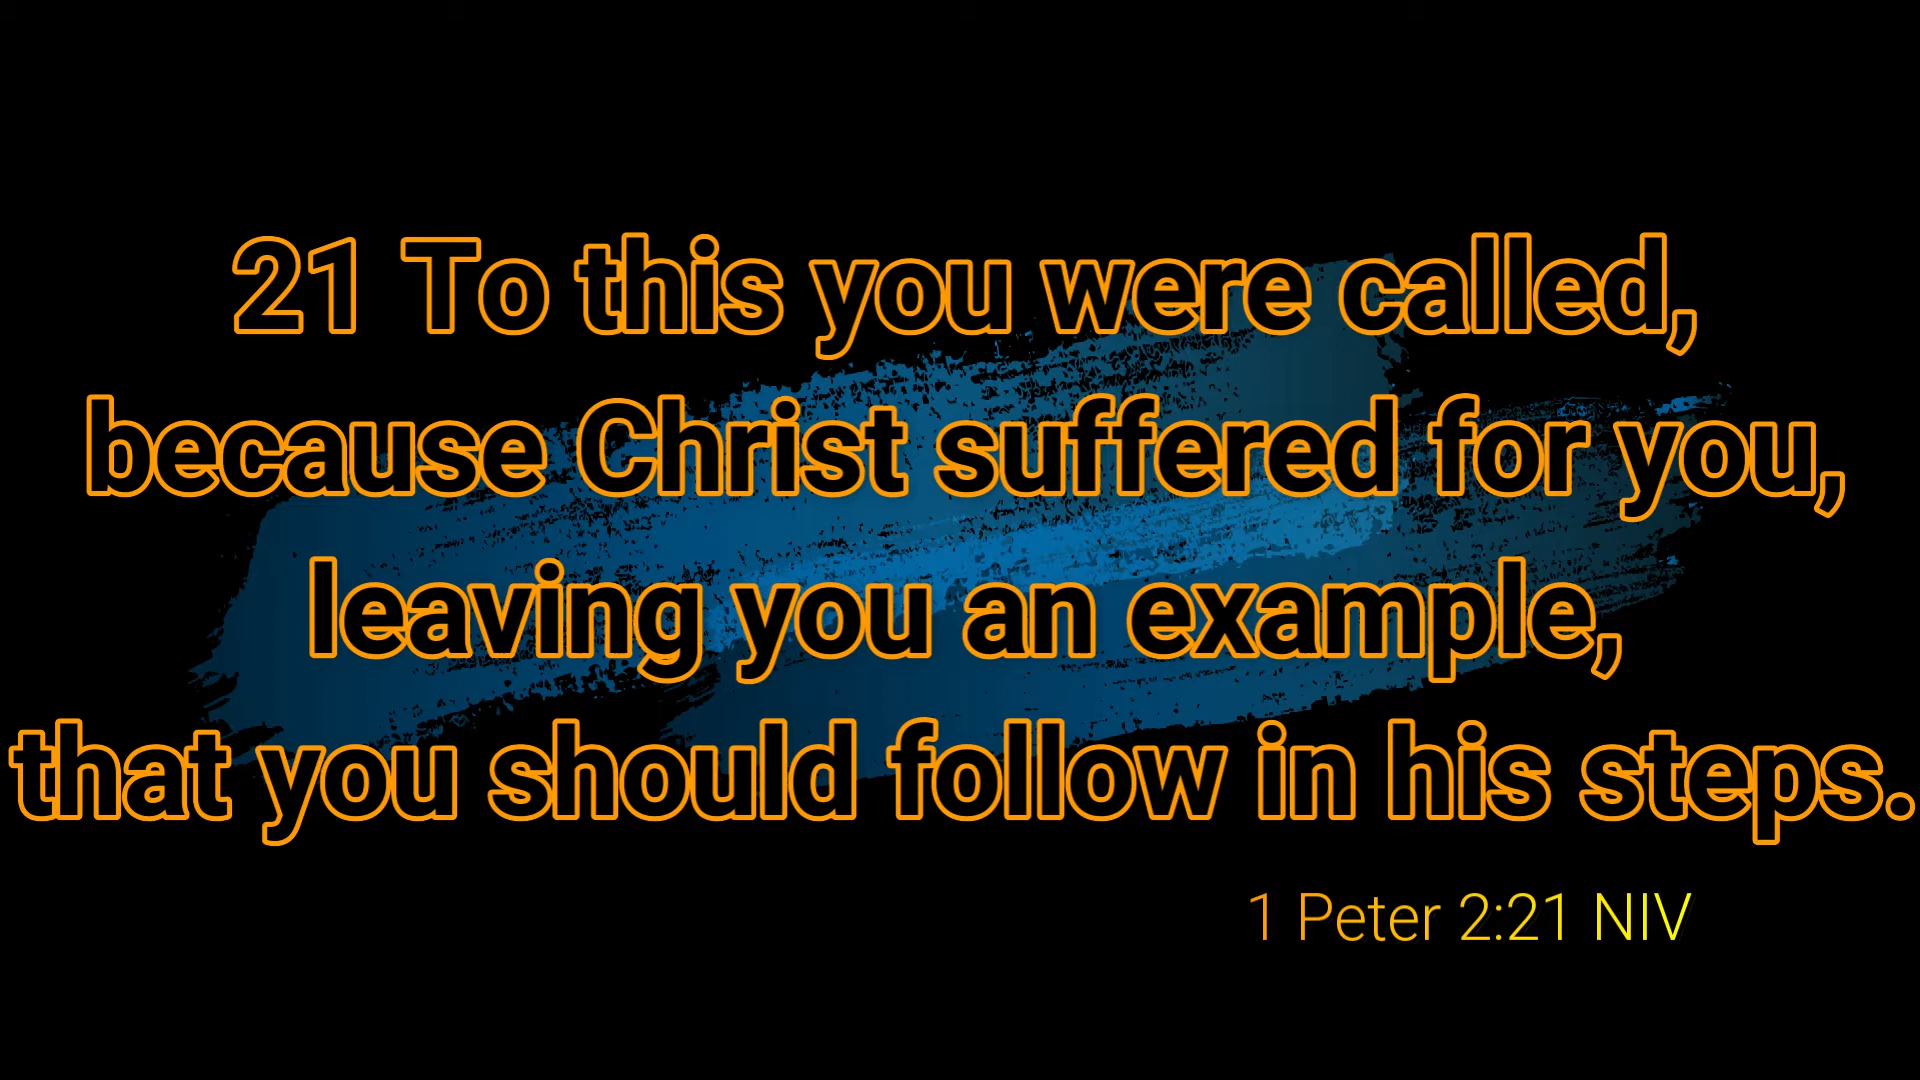 21 To this you were called,
because Christ suffered for you,
leaving you an example,
that you should follow in his steps.
1 Peter 2:21 NIV